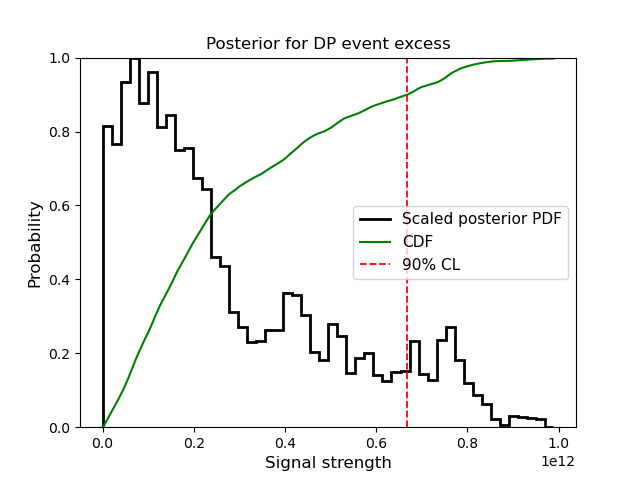 Posterior for DP event excess
1.0
0.8
0.6
0.4
0.2
0.0
Probability
Scaled posterior PDF
CDF
90% CL
0.0 0.2 0.4 0.6 0.8 1.0
1e12
Signal strength